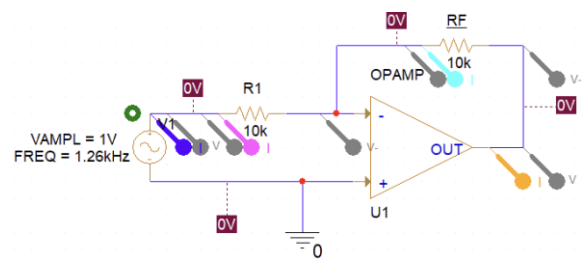 0V
RF
10k
OPAMP
I
V-
0V
R1
0V
V1
10k
VAMPL = 1V
FREQ = 1.26kHz
I
V
I
V-
-
+
OUT
U1
I
V
0V
0